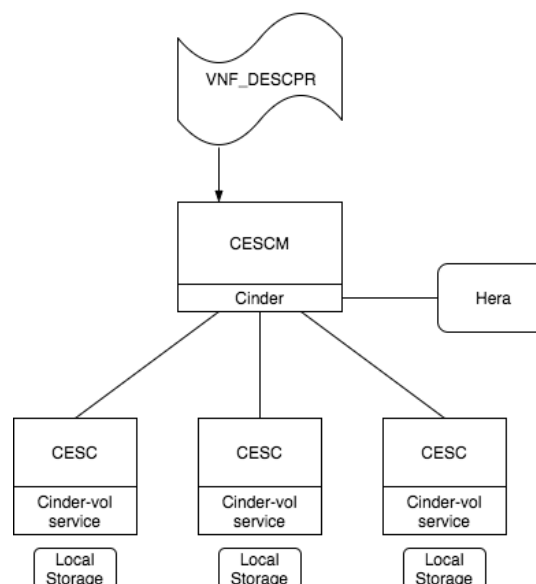 VNF_DESCPR
CESCM
Cinder
Hera
CESC
CESC
CESC
Cinder-vol
service
Cinder-vol
service
Cinder-vol
service
Local
Storage
Local
Storage
Local
Storage